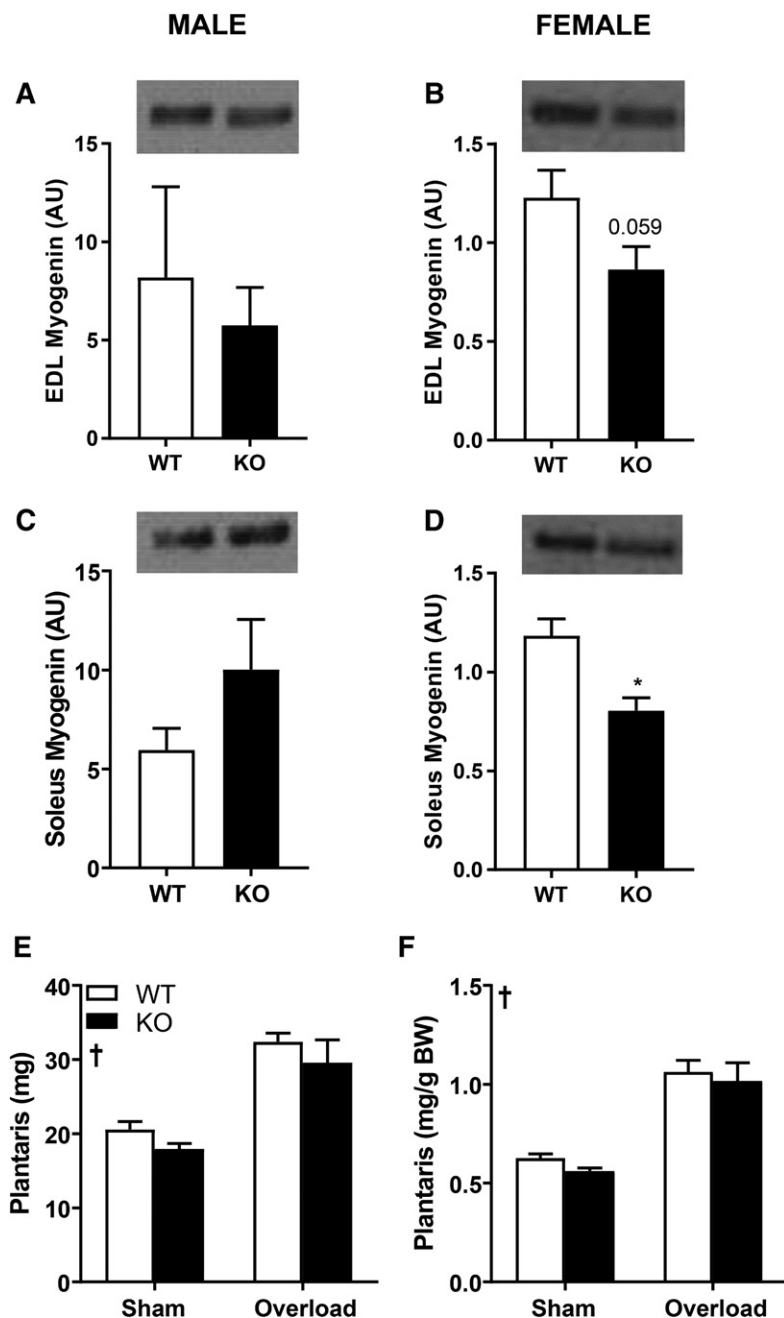 MALE
FEMALE
A
EDL Myogenin (AU)
15
10
5
0
WT
KO
B
EDL Myogenin (AU)
1.5
1.0
0.5
0.0
0.059
WT
KO
C
Soleus Myogenin (AU)
15
10
5
0
WT
KO
D
Soleus Myogenin (AU)
1.5
1.0
0.5
0.0
*
WT
KO
E
Plantaris (mg)
40
30
20
10
0
WT
KO
†
Sham
Overload
F
Plantaris (mg/g BW)
1.5
1.0
0.5
0.0
†
Sham
Overload